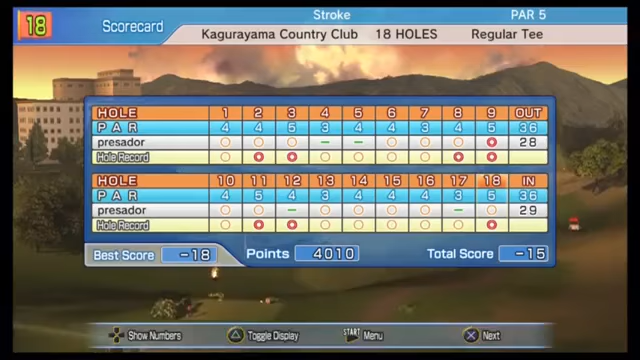 18
Scorecard
Stroke PAR 5
Kagurayama Country Club 18 HOLES Regular Tee
HOLE 1 2 3 4 5 6 7 8 9 OUT
PAR 4 4 5 3 4 4 3 4 5 36
presador ○ ○ ○ – – ○ ○ ○ ◎ 28
Hole Record ○ ◎ ◎ ○ ○ ○ ○ ◎ ◎
HOLE 10 11 12 13 14 15 16 17 18 IN
PAR 4 5 4 3 4 4 4 3 5 36
presador ○ ○ – ○ ○ ○ ○ – ◎ 29
Hole Record ○ ◎ ◎ ○ ○ ○ ○ ○ ◎
Best Score -18 Points 4010 Total Score -15
Show Numbers Toggle Display START Menu Next